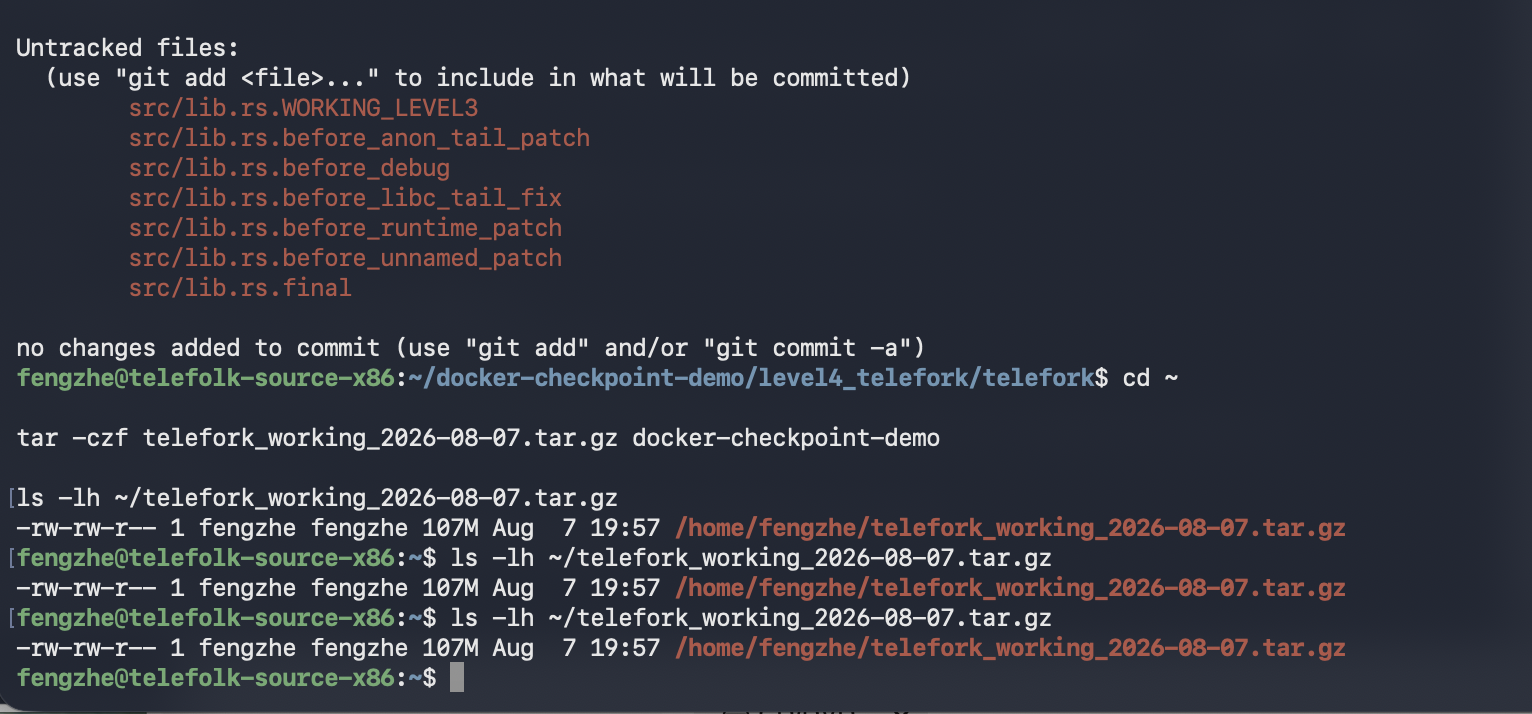 Untracked files:
  (use "git add <file>..." to include in what will be committed)
        src/lib.rs.WORKING_LEVEL3
        src/lib.rs.before_anon_tail_patch
        src/lib.rs.before_debug
        src/lib.rs.before_libc_tail_fix
        src/lib.rs.before_runtime_patch
        src/lib.rs.before_unnamed_patch
        src/lib.rs.final

no changes added to commit (use "git add" and/or "git commit -a")
fengzhe@telefolk-source-x86:~/docker-checkpoint-demo/level4_telefork/telefork$ cd ~

tar -czf telefork_working_2026-08-07.tar.gz docker-checkpoint-demo

[ls -lh ~/telefork_working_2026-08-07.tar.gz
-rw-rw-r-- 1 fengzhe fengzhe 107M Aug  7 19:57 /home/fengzhe/telefork_working_2026-08-07.tar.gz
[fengzhe@telefolk-source-x86:~$ ls -lh ~/telefork_working_2026-08-07.tar.gz
-rw-rw-r-- 1 fengzhe fengzhe 107M Aug  7 19:57 /home/fengzhe/telefork_working_2026-08-07.tar.gz
[fengzhe@telefolk-source-x86:~$ ls -lh ~/telefork_working_2026-08-07.tar.gz
-rw-rw-r-- 1 fengzhe fengzhe 107M Aug  7 19:57 /home/fengzhe/telefork_working_2026-08-07.tar.gz
fengzhe@telefolk-source-x86:~$